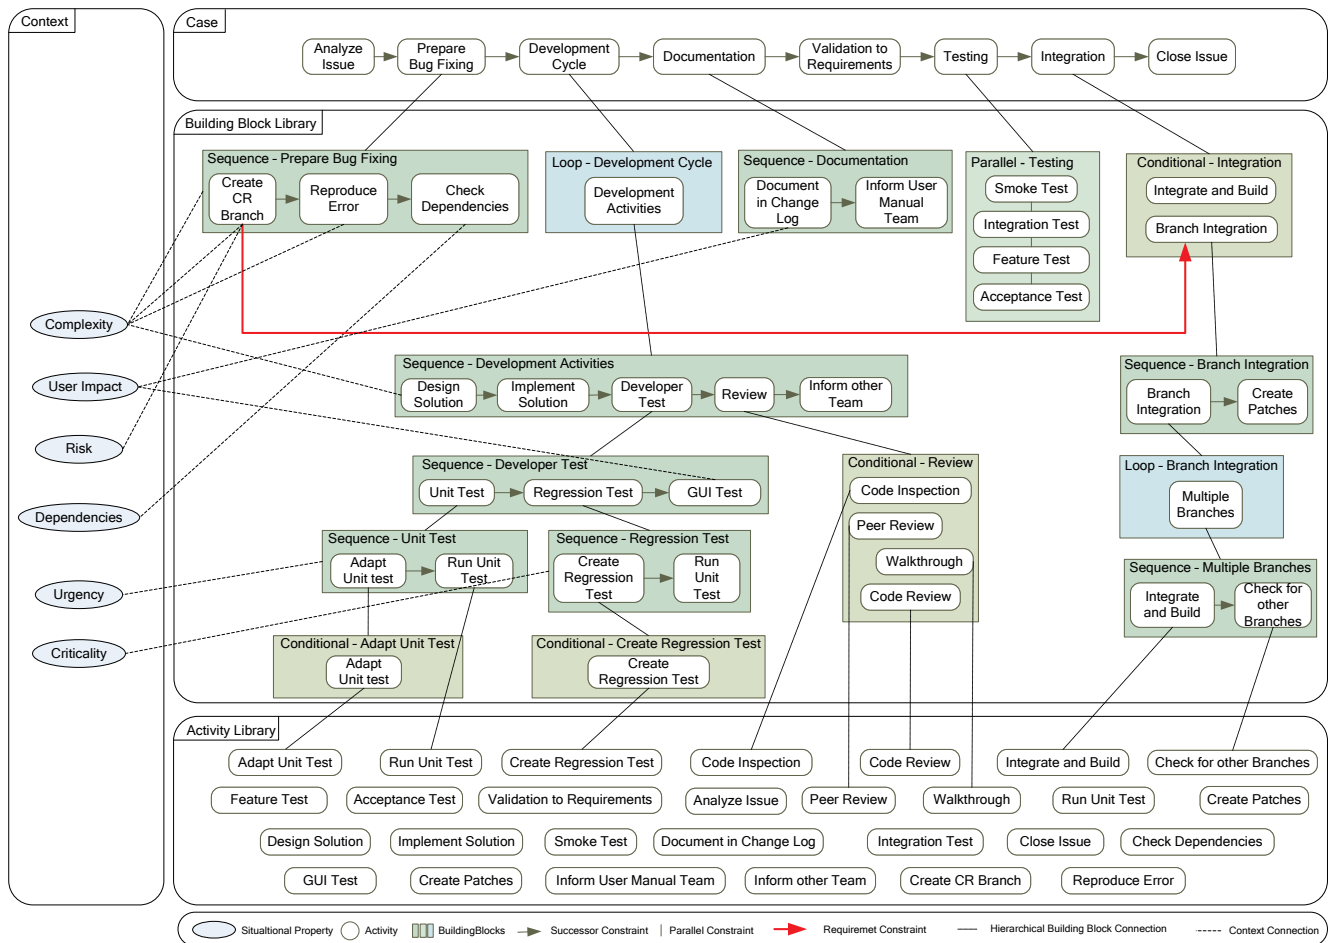 Context
Case
Analyze
Issue
Prepare
Bug Fixing
Development
Cycle
Documentation
Validation to
Requirements
Testing
Integration
Close Issue
Building Block Library
Sequence - Prepare Bug Fixing
Create
CR
Branch
Reproduce
Error
Check
Dependencies
Loop - Development Cycle
Development
Activities
Sequence - Documentation
Document
in Change
Log
Inform User
Manual
Team
Parallel - Testing
Smoke Test
Integration Test
Feature Test
Acceptance Test
Conditional - Integration
Integrate and Build
Branch Integration
Complexity
User Impact
Risk
Dependencies
Urgency
Criticality
Sequence - Development Activities
Design
Solution
Implement
Solution
Developer
Test
Review
Inform other
Team
Sequence - Branch Integration
Branch
Integration
Create
Patches
Sequence - Developer Test
Unit Test
Regression Test
GUI Test
Conditional - Review
Code Inspection
Peer Review
Walkthrough
Code Review
Loop - Branch Integration
Multiple
Branches
Sequence - Unit Test
Adapt
Unit test
Run Unit
Test
Sequence - Regression Test
Create
Regression
Test
Run
Unit
Test
Sequence - Multiple Branches
Integrate
and Build
Check for
other
Branches
Conditional - Adapt Unit Test
Adapt
Unit test
Conditional - Create Regression Test
Create
Regression Test
Activity Library
Adapt Unit Test
Run Unit Test
Create Regression Test
Code Inspection
Code Review
Integrate and Build
Check for other Branches
Feature Test
Acceptance Test
Validation to Requirements
Analyze Issue
Peer Review
Walkthrough
Run Unit Test
Create Patches
Design Solution
Implement Solution
Smoke Test
Document in Change Log
Integration Test
Close Issue
Check Dependencies
GUI Test
Create Patches
Inform User Manual Team
Inform other Team
Create CR Branch
Reproduce Error
Situaltional Property
Activity
BuildingBlocks
Successor Constraint
Parallel Constraint
Requiremet Constraint
Hierarchical Building Block Connection
Context Connection